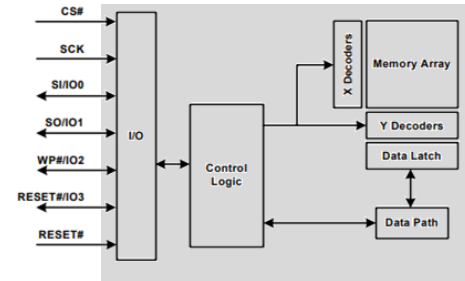 CS#
SCK
SI/IO0
SO/IO1
WP#/IO2
RESET#/IO3
RESET#
I/O
Control
Logic
X Decoders
Memory Array
Y Decoders
Data Latch
Data Path